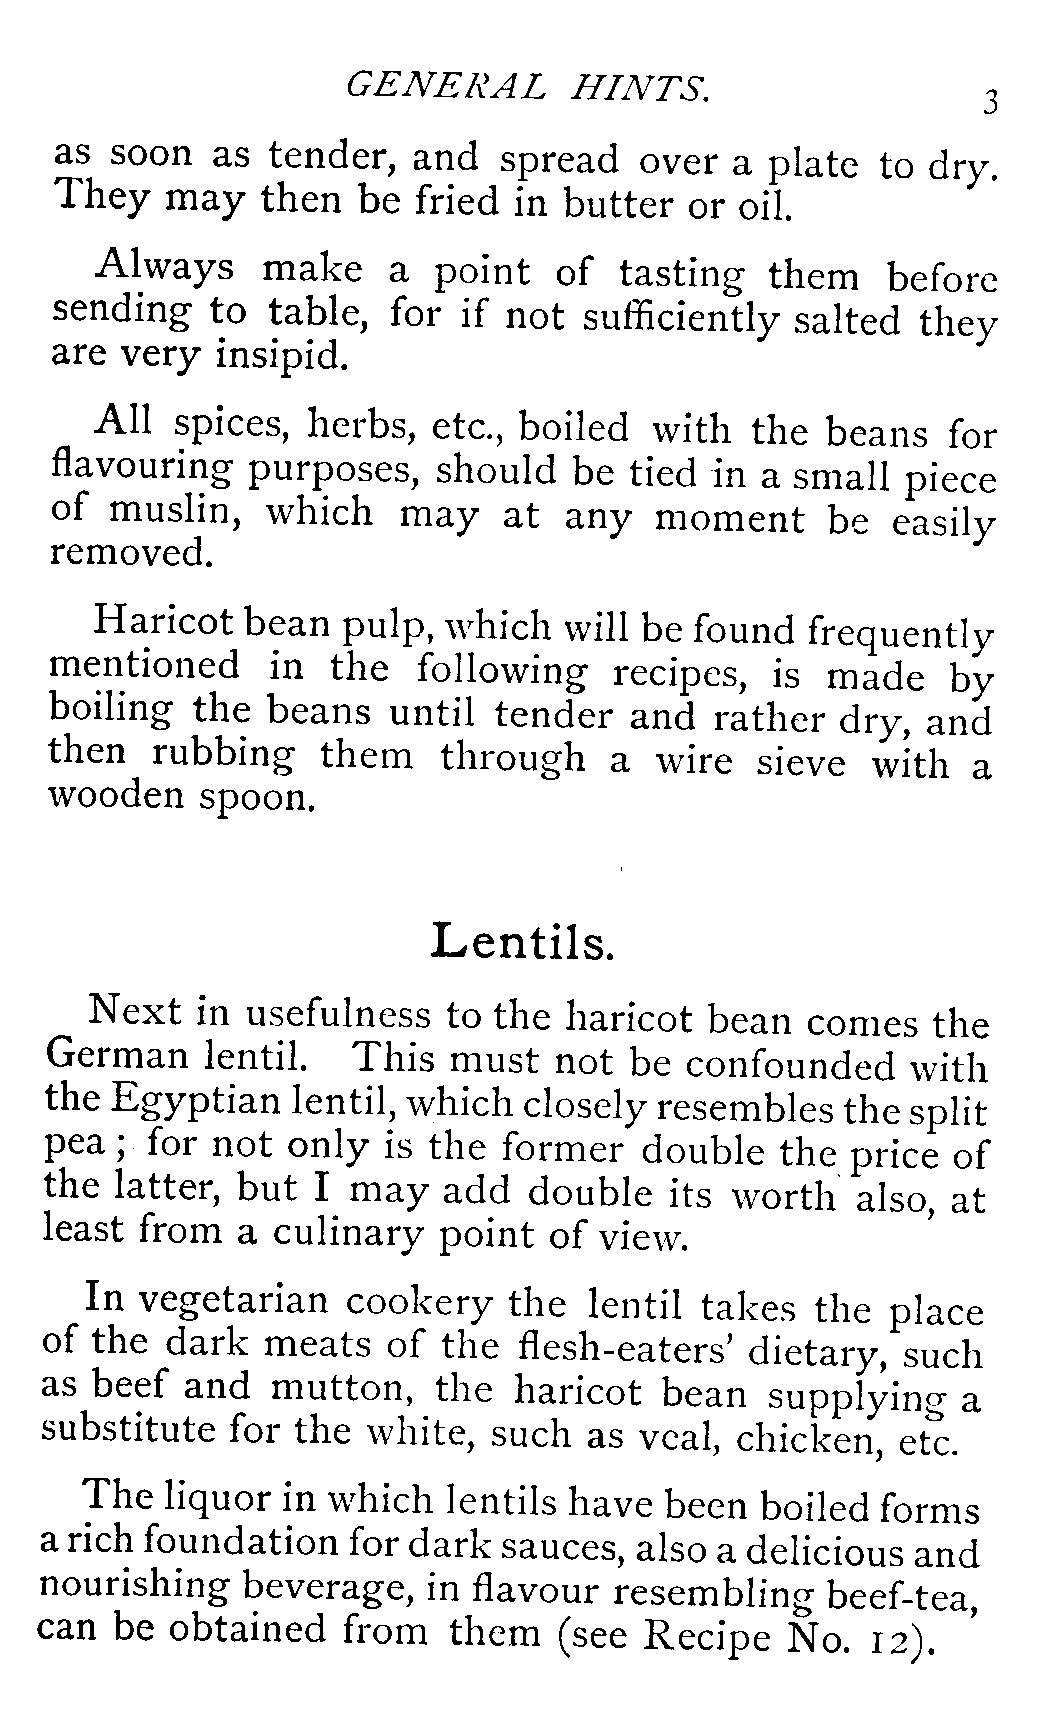 GENERAL HINTS.
3
as soon as tender, and spread over a plate to dry.
They may then be fried in butter or oil.
Always make a point of tasting them before
sending to table, for if not sufficiently salted they
are very insipid.
All spices, herbs, etc., boiled with the beans for
flavouring purposes, should be tied in a small piece
of muslin, which may at any moment be easily
removed.
Haricot bean pulp, which will be found frequently
mentioned in the following recipes, is made by
boiling the beans until tender and rather dry, and
then rubbing them through a wire sieve with a
wooden spoon.
Lentils.
Next in usefulness to the haricot bean comes the
German lentil. This must not be confounded with
the Egyptian lentil, which closely resembles the split
pea ; for not only is the former double the price of
the latter, but I may add double its worth also, at
least from a culinary point of view.
In vegetarian cookery the lentil takes the place
of the dark meats of the flesh-eaters' dietary, such
as beef and mutton, the haricot bean supplying a
substitute for the white, such as veal, chicken, etc.
The liquor in which lentils have been boiled forms
a rich foundation for dark sauces, also a delicious and
nourishing beverage, in flavour resembling beef-tea,
can be obtained from them (see Recipe No. 12).